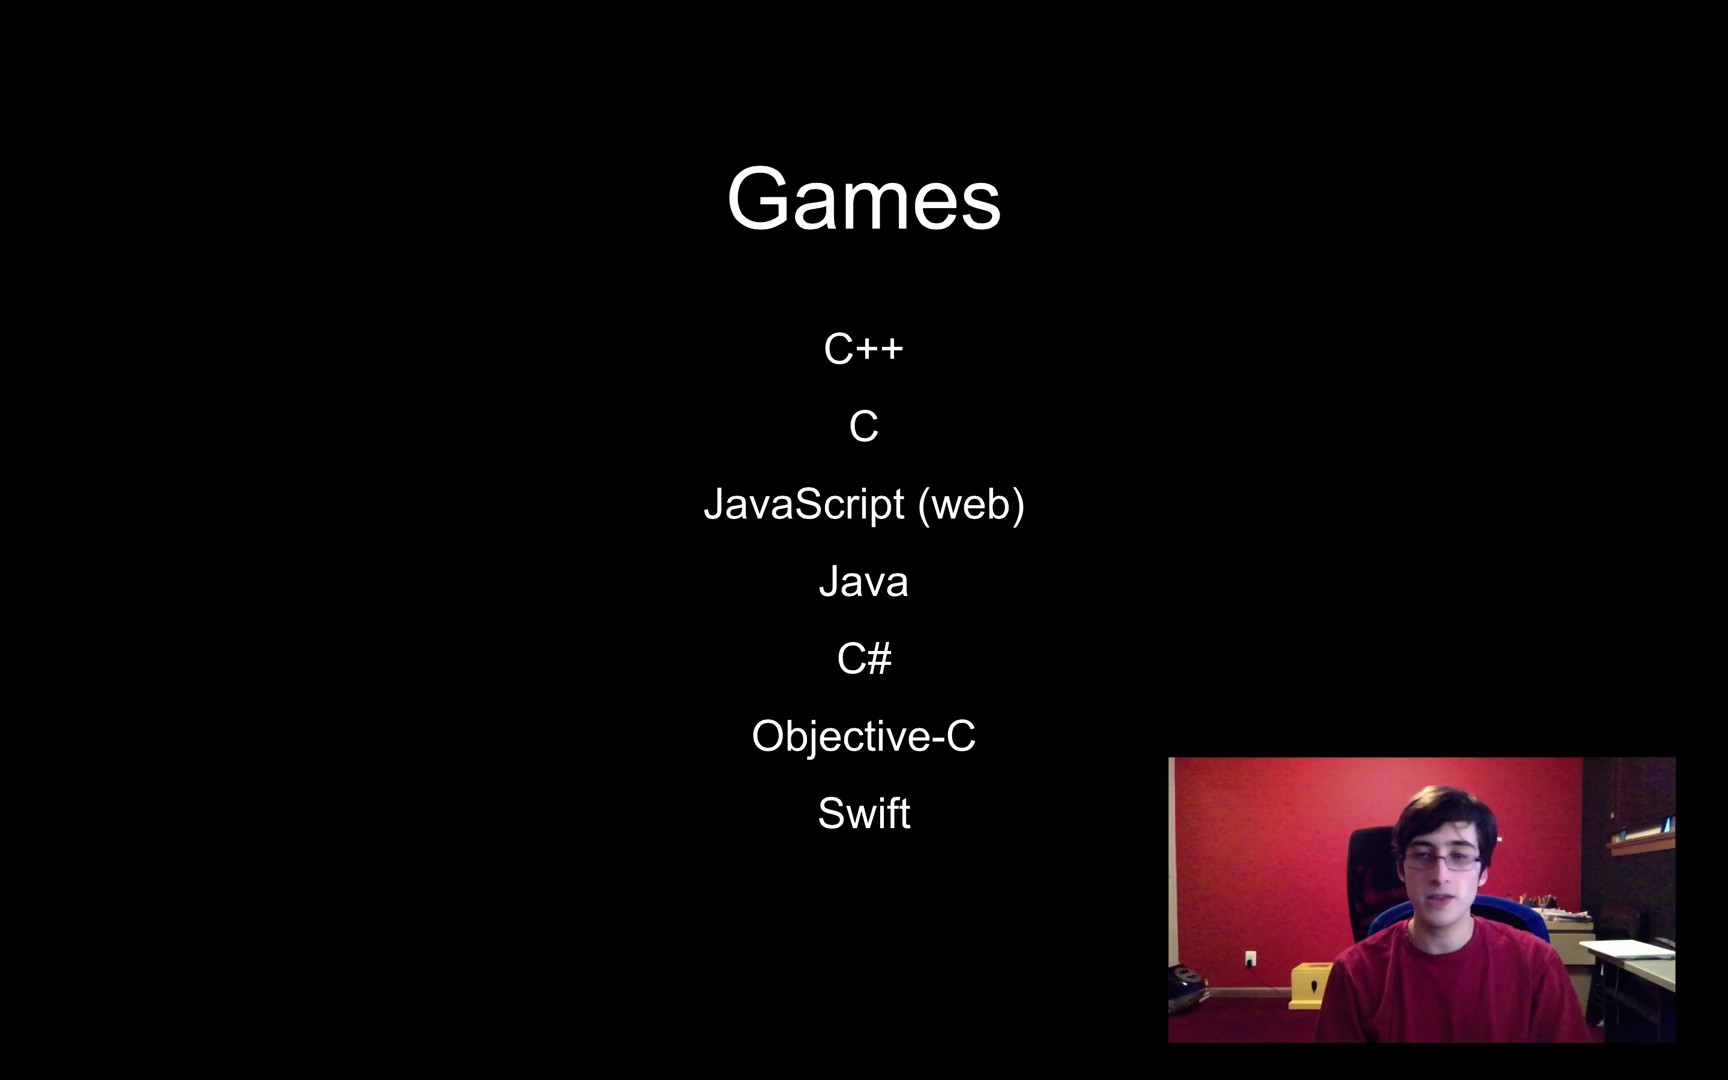 Games
C++
C
JavaScript (web)
Java
C#
Objective-C
Swift